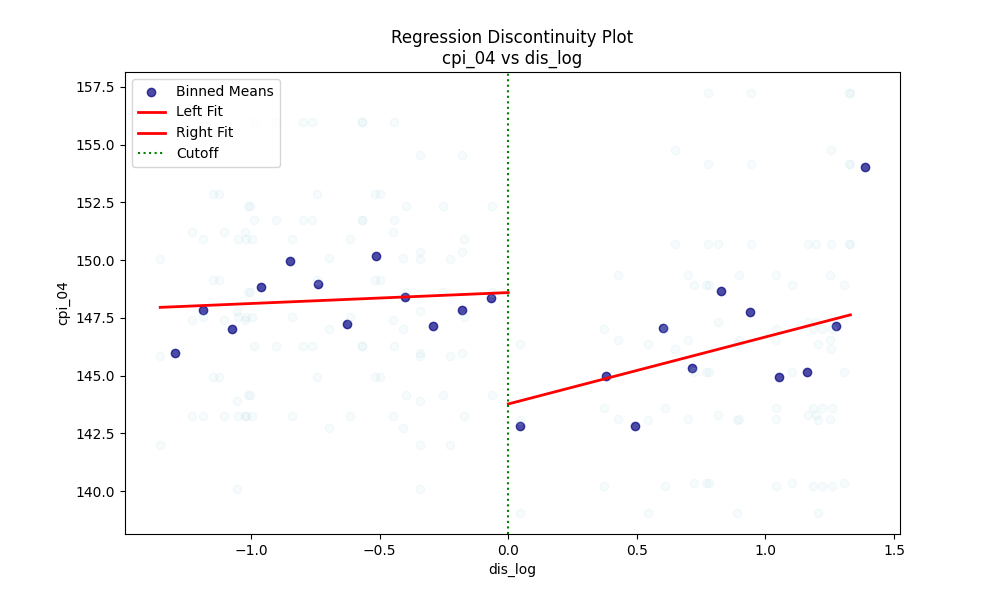 Regression Discontinuity Plot
cpi_04 vs dis_log
Binned Means
Left Fit
Right Fit
Cutoff
157.5
155.0
152.5
150.0
147.5
145.0
142.5
140.0
cpi_04
−1.0
−0.5
0.0
0.5
1.0
1.5
dis_log